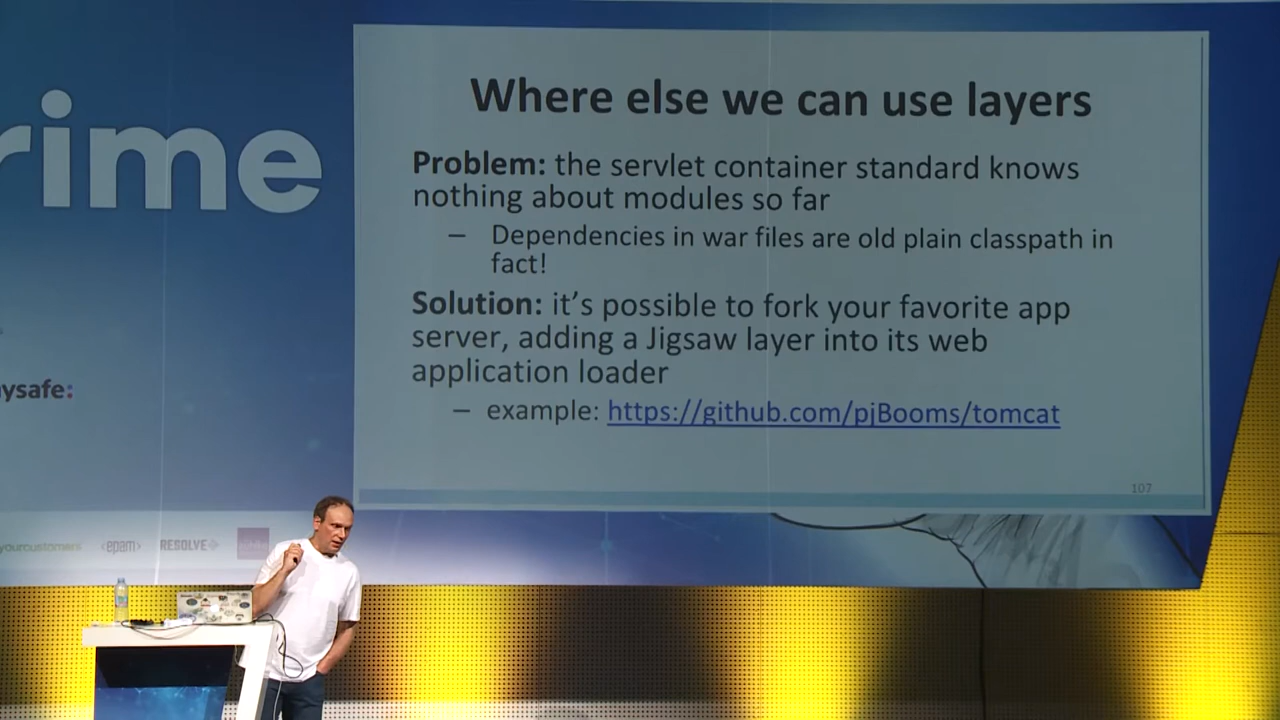 Where else we can use layers
rime
Problem: the servlet container standard knows
nothing about modules so far
– Dependencies in war files are old plain classpath in
fact!
Solution: it's possible to fork your favorite app
server, adding a Jigsaw layer into its web
application loader
– example: https://github.com/pjBooms/tomcat
ysafe:
107
yourcustomers
<epam>
RESOLVE